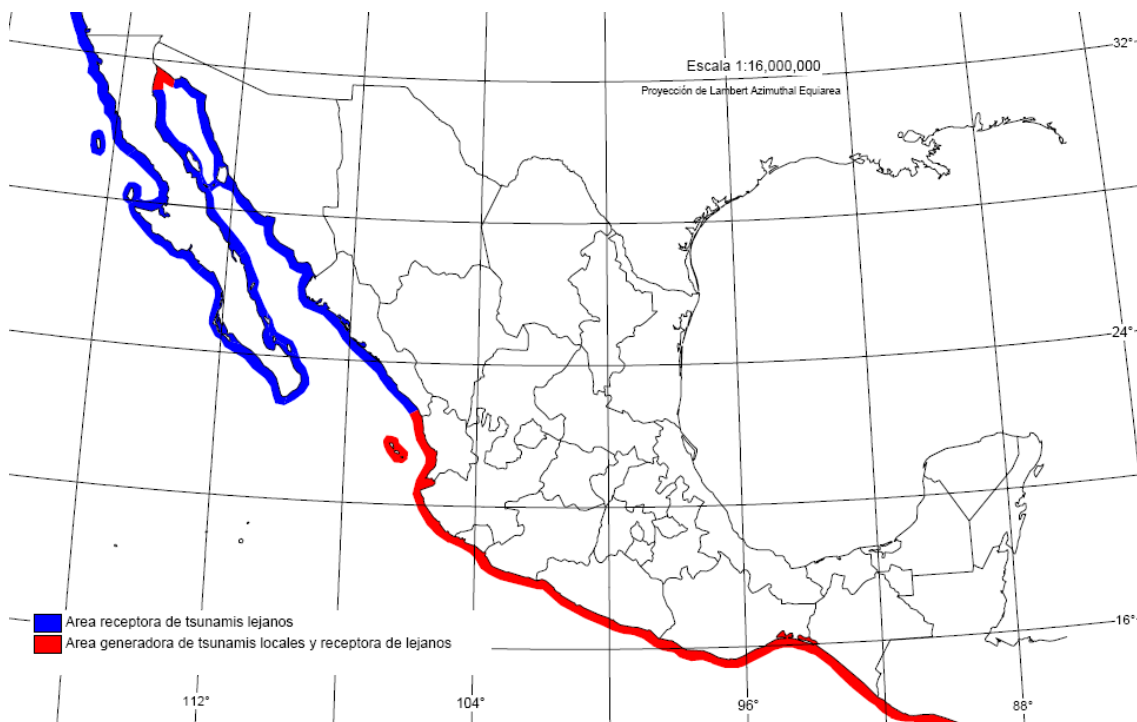 32°
Escala 1:16,000,000
Proyección de Lambert Azimuthal Equiarea
24°
16°
Area receptora de tsunamis lejanos
Area generadora de tsunamis locales y receptora de lejanos
112°
104°
96°
88°